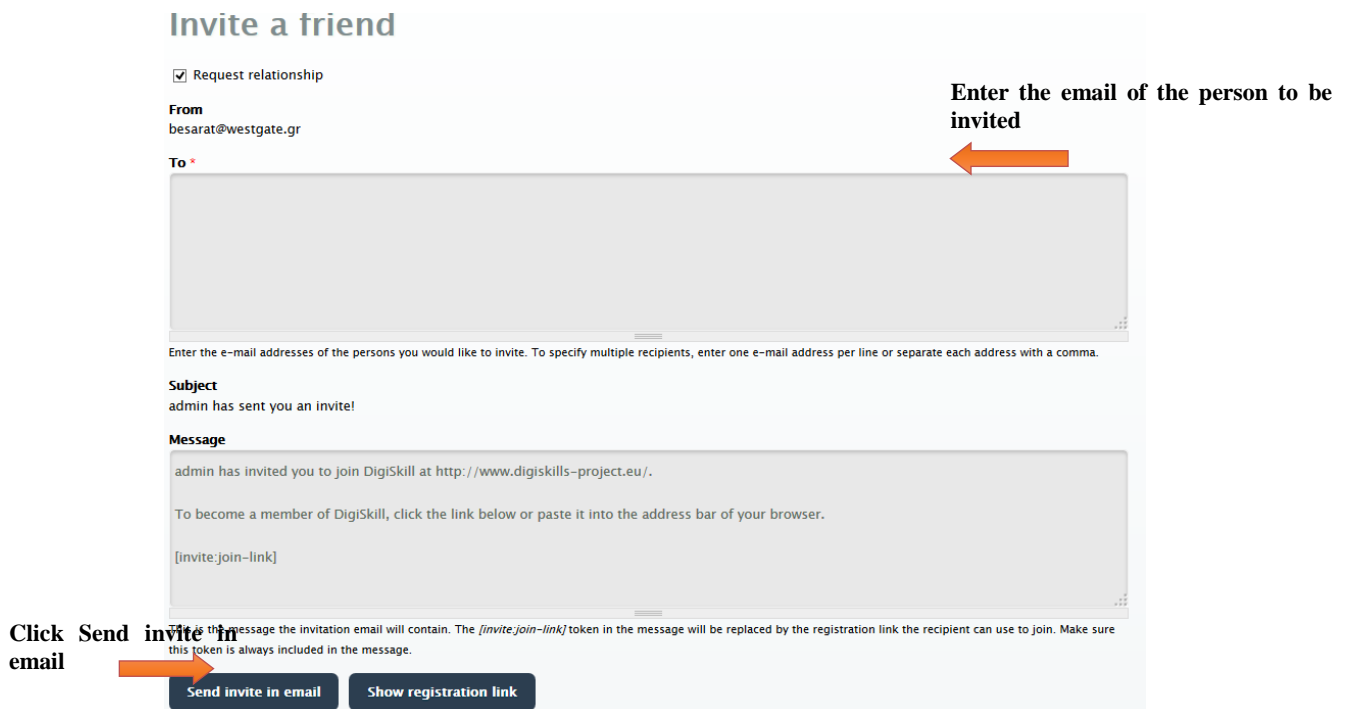 Invite a friend
Request relationship
Enter the email of the person to be
invited
From
besarat@westgate.gr
To *
Enter the e-mail addresses of the persons you would like to invite. To specify multiple recipients, enter one e-mail address per line or separate each address with a comma.
Subject
admin has sent you an invite!
Message
admin has invited you to join DigiSkill at http://www.digiskills-project.eu/.
To become a member of DigiSkill, click the link below or paste it into the address bar of your browser.
[invite:join-link]
Click Send invite in
email
This is the message the invitation email will contain. The [invite:join-link] token in the message will be replaced by the registration link the recipient can use to join. Make sure
this token is always included in the message.
Send invite in email
Show registration link